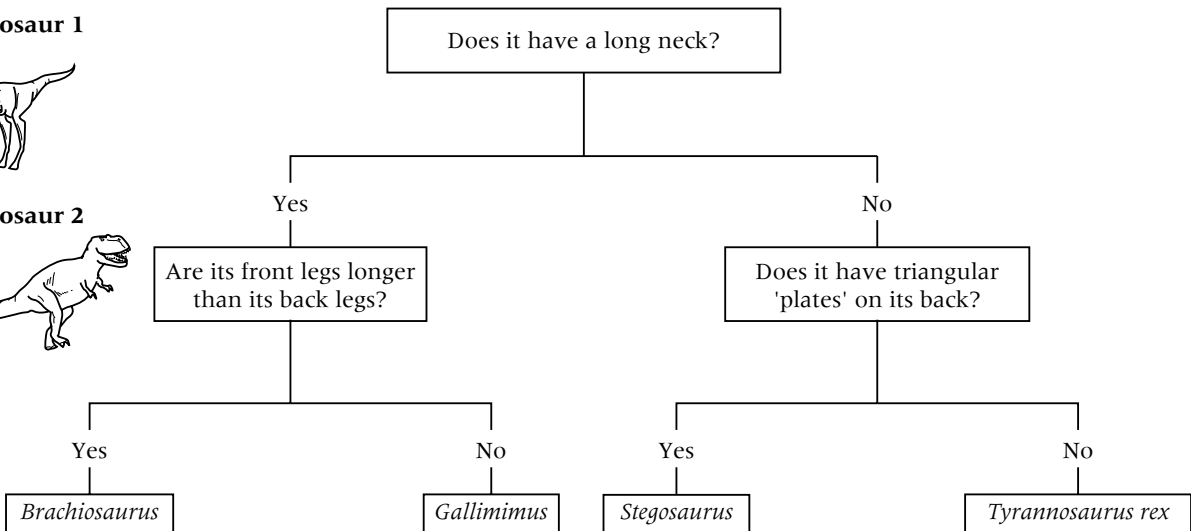 osaur 1
Does it have a long neck?
Yes
No
osaur 2
Are its front legs longer
than its back legs?
Does it have triangular
'plates' on its back?
Yes
No
Yes
No
Brachiosaurus
Gallimimus
Stegosaurus
Tyrannosaurus rex